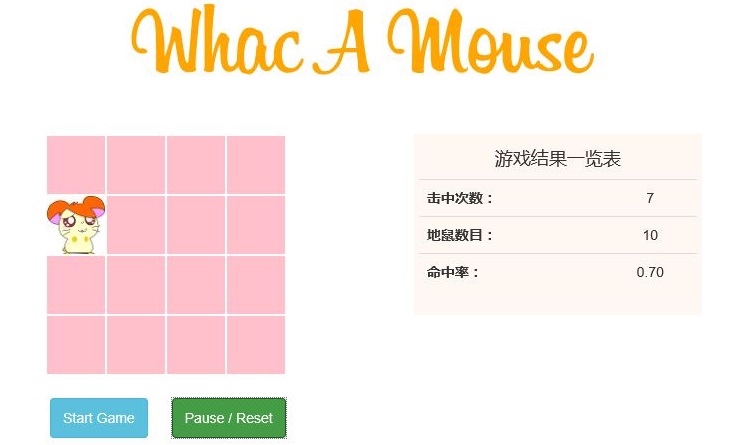 Whac A Mouse
游戏结果一览表
击中次数： 7
地鼠数目： 10
命中率： 0.70
Start Game
Pause / Reset